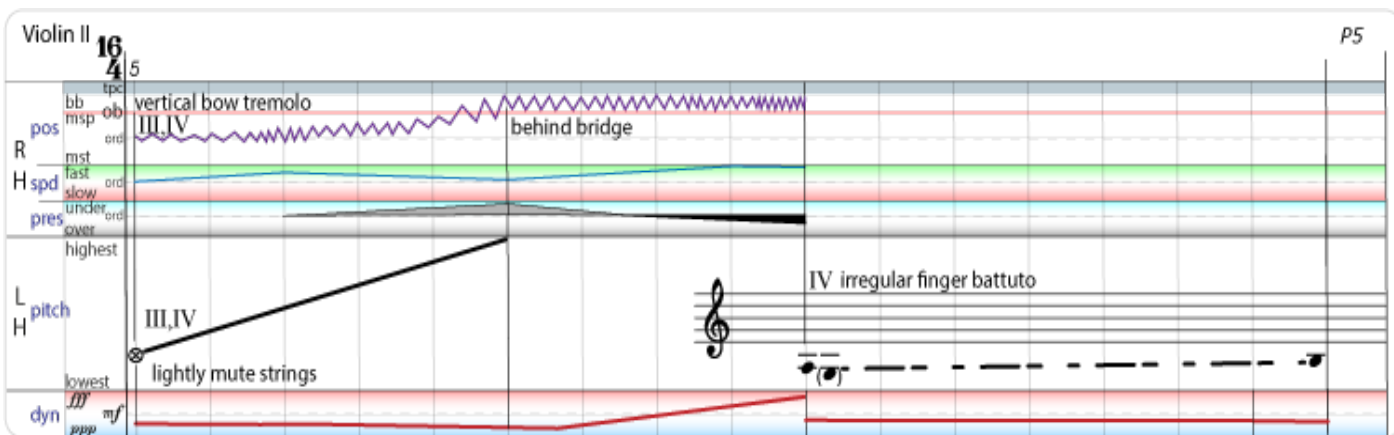 Violin II
16
4
5
P5
R
H
pos
bb
msp
mst
tpc
ob
ord
vertical bow tremolo
III,IV
behind bridge
spd
fast
slow
ord
pres
under
over
ord
L
H
pitch
highest
lowest
III,IV
lightly mute strings
IV irregular finger battuto
( )
dyn
fff
mf
ppp